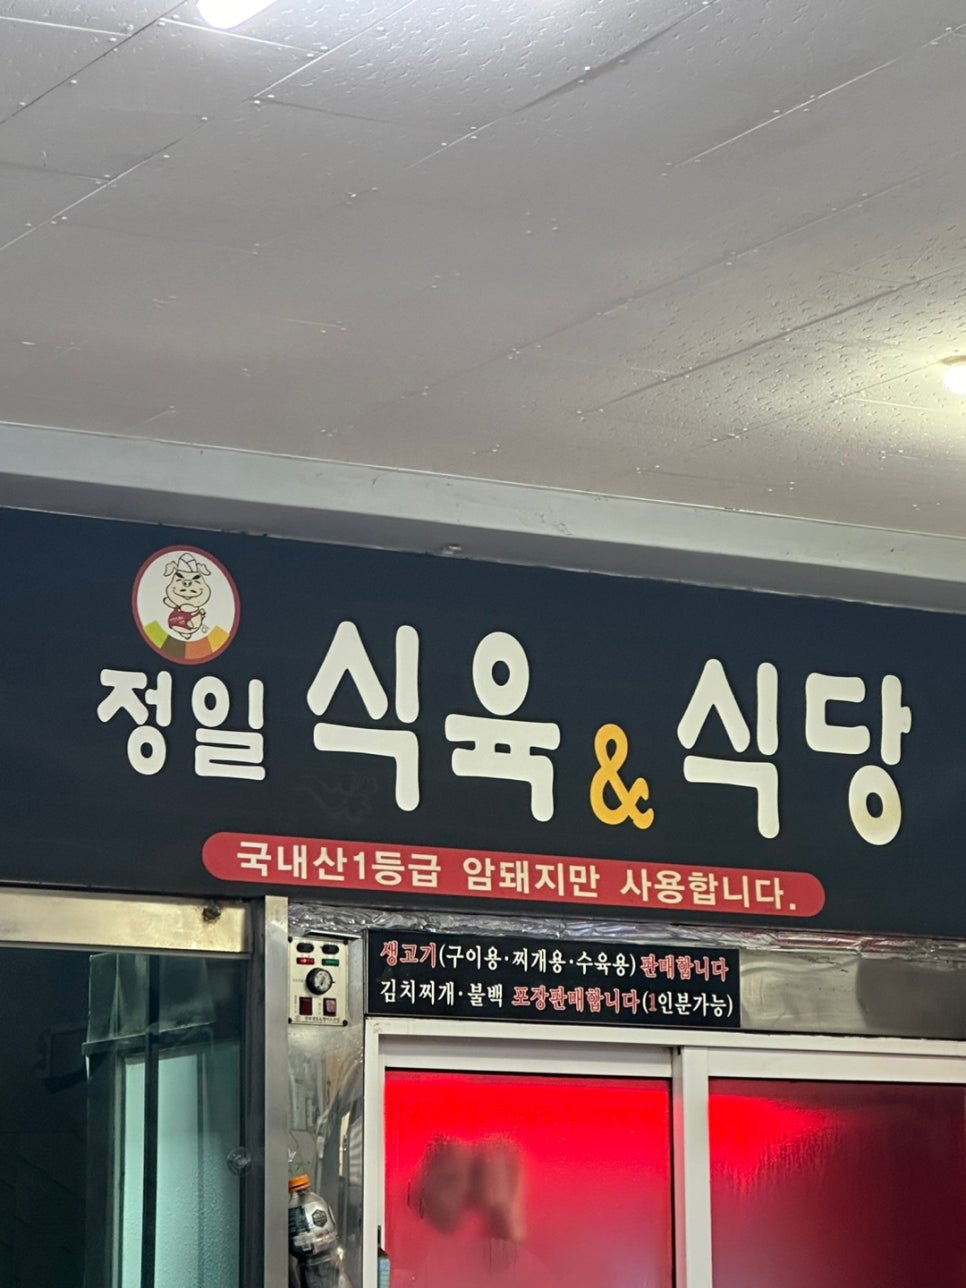 정일 식육 & 식당
국내산1등급 암돼지만 사용합니다.
생고기(구이용·찌개용·수육용) 판매합니다
김치찌개·불백 포장판매합니다(1인분가능)